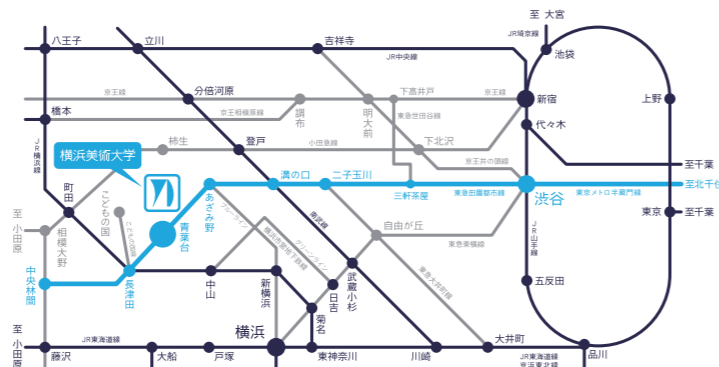 至 大宮
JR埼京線
八王子
立川
吉祥寺
JR中央線
池袋
京王線
分倍河原
下高井戸
京王線
新宿
上野
橋本
京王相模原線
調布
明大前
東急世田谷線
代々木
JR横浜線
柿生
登戸
小田急線
下北沢
京王井の頭線
至千葉
横浜美術大学
溝の口
二子玉川
三軒茶屋
東急田園都市線
渋谷
東京メトロ半蔵門線
至北千住
町田
こどもの国
あざみ野
ブルーライン
南武線
至
小田原
相模大野
こどもの国線
青葉台
横浜市営地下鉄線
グリーンライン
自由が丘
東急東横線
JR山手線
東京
至千葉
中央林間
長津田
中山
新横浜
日吉
武蔵小杉
東急大井町線
五反田
菊名
至
小田原
JR東海道線
横浜
大井町
藤沢
大船
戸塚
東神奈川
川崎
JR東海道線
京浜東北線
品川